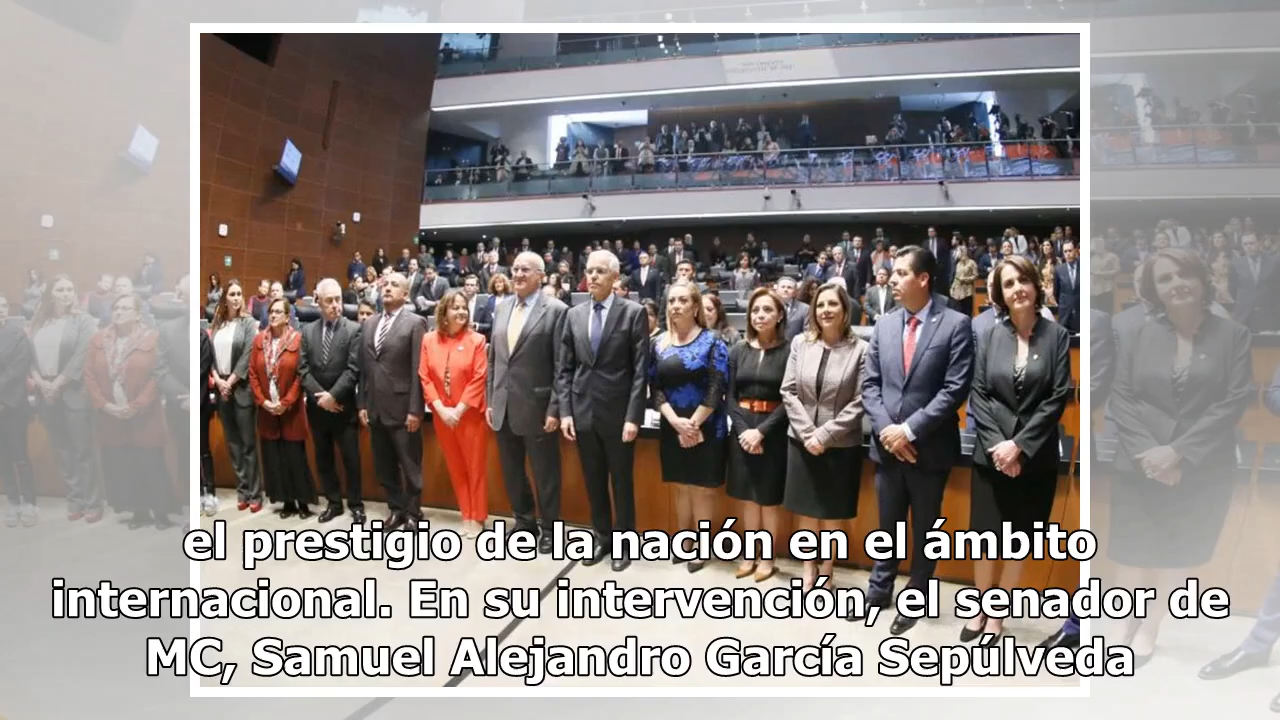 el prestigio de la nación en el ámbito
internacional. En su intervención, el senador de
MC, Samuel Alejandro García Sepúlveda